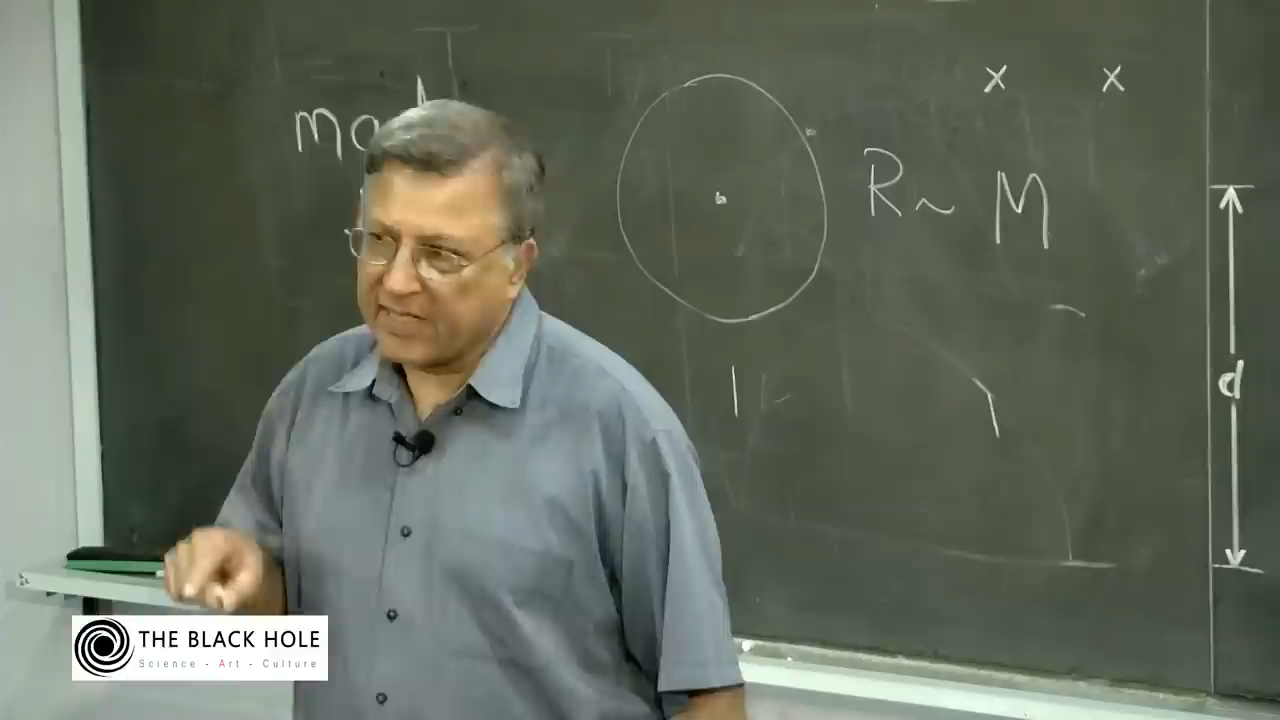 x x
R ~ M
d
THE BLACK HOLE
Science - Art - Culture